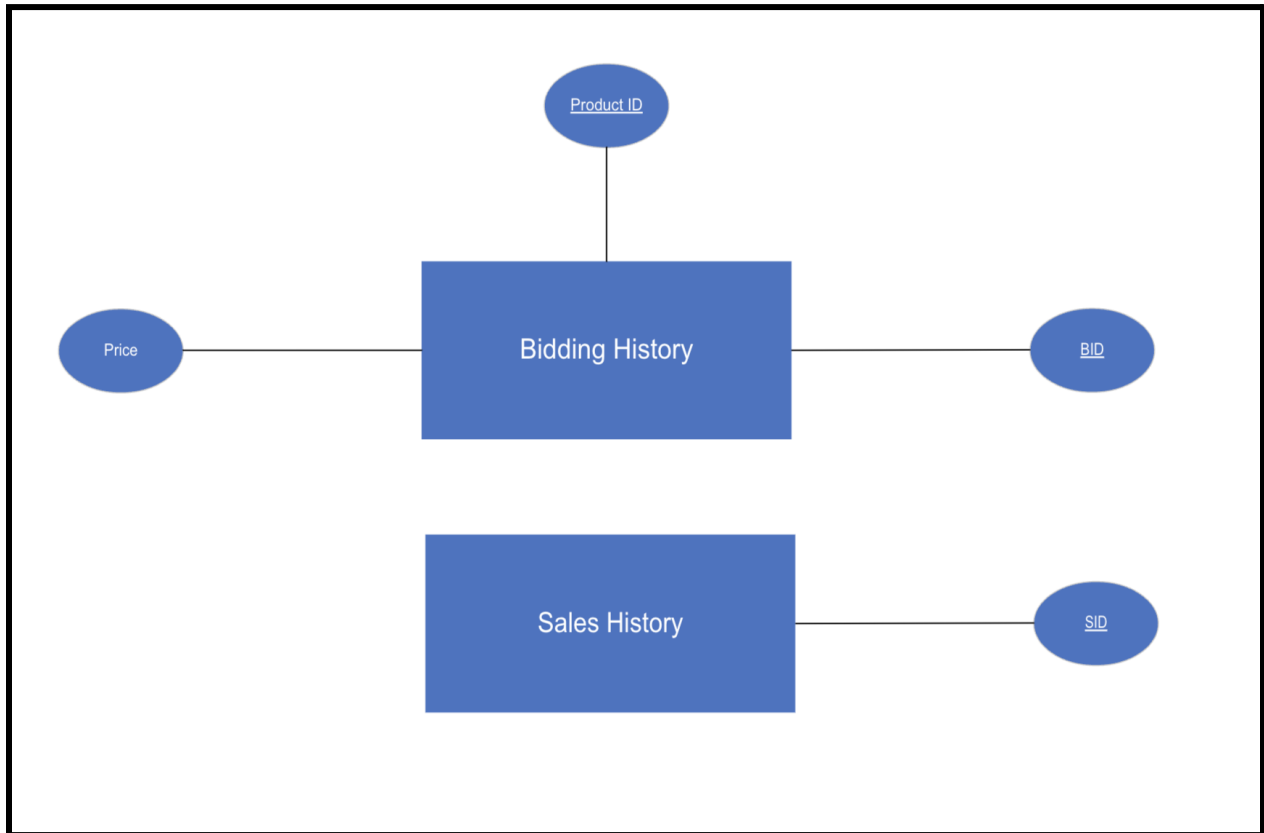 Product ID
Price
Bidding History
BID
Sales History
SID